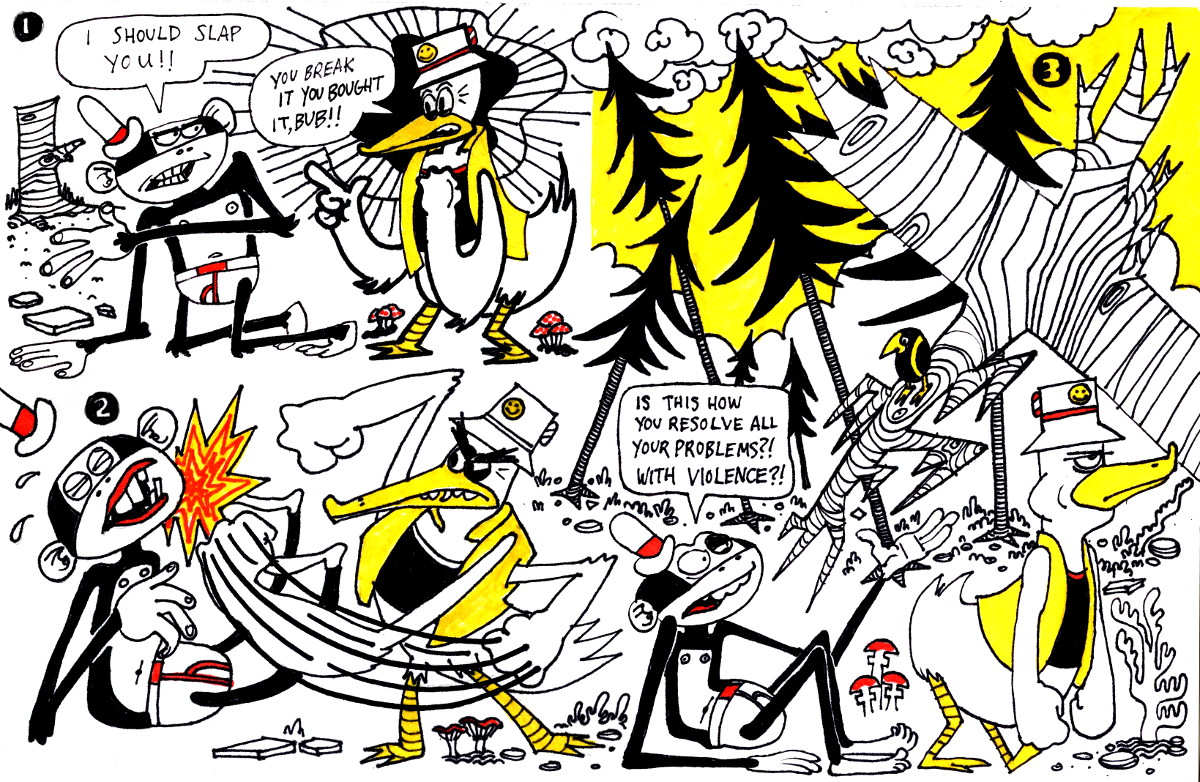 1
I SHOULD SLAP
YOU!!
YOU BREAK
IT YOU BOUGHT
IT, BUB!!
2
3
IS THIS HOW
YOU RESOLVE ALL
YOUR PROBLEMS?!
WITH VIOLENCE?!